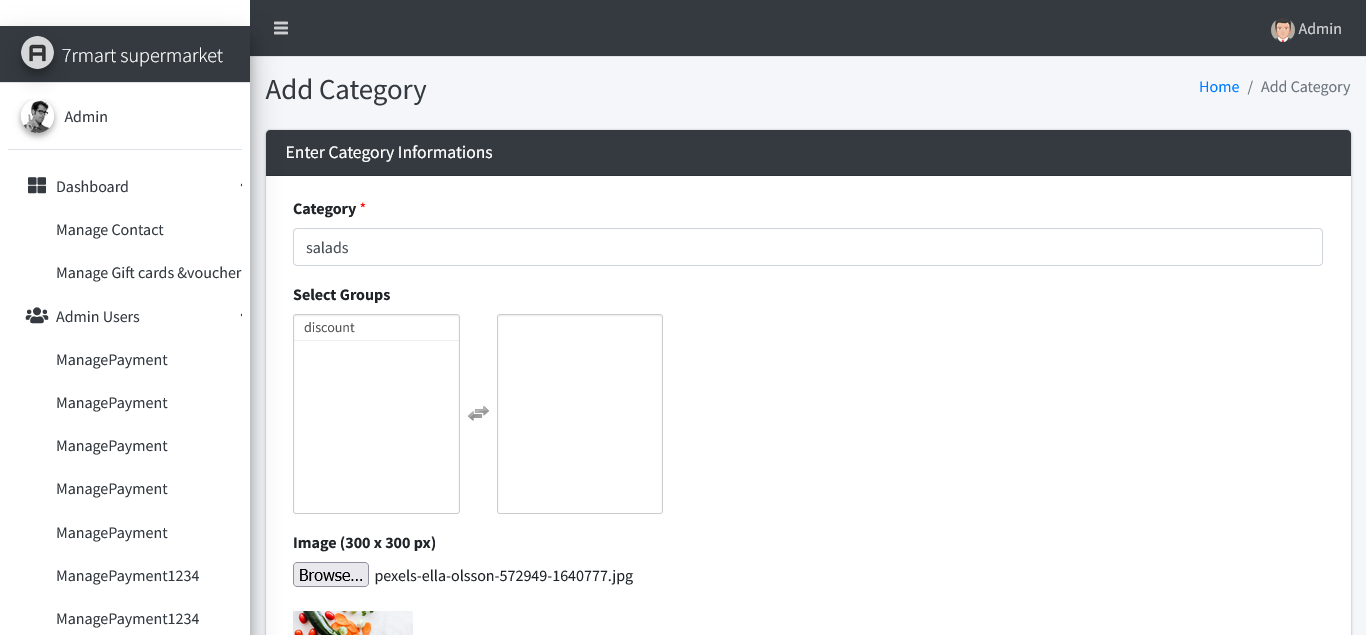 7rmart supermarket
Admin
Dashboard
Manage Contact
Manage Gift cards &voucher
Admin Users
ManagePayment
ManagePayment
ManagePayment
ManagePayment
ManagePayment
ManagePayment1234
ManagePayment1234
Admin
Add Category
Home / Add Category
Enter Category Informations
Category *
salads
Select Groups
discount
Image (300 x 300 px)
Browse... pexels-ella-olsson-572949-1640777.jpg